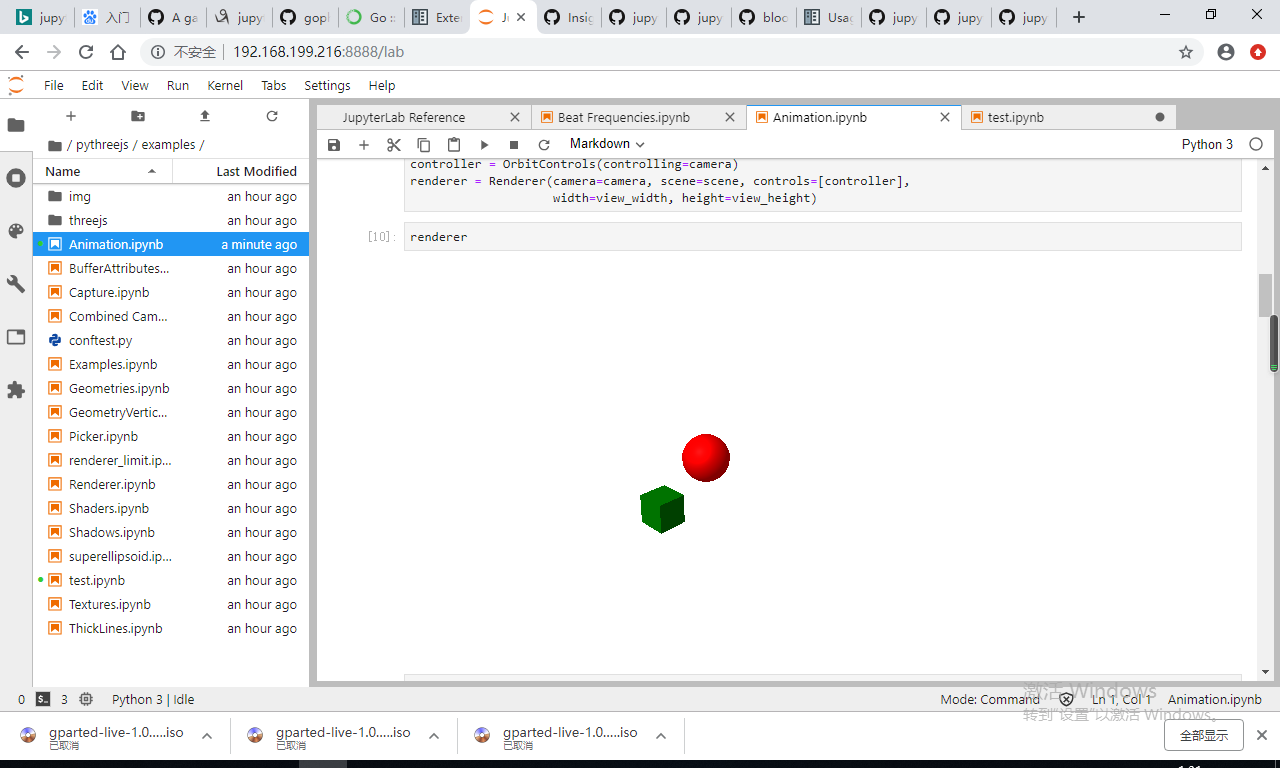 jupy
入门
A ga
jupy
gopl
Go ::
Exte
Ju
Insig
jupy
jupy
bloc
Usag
jupy
jupy
jupy
不安全
192.168.199.216:8888/lab
File Edit View Run Kernel Tabs Settings Help
JupyterLab Reference
Beat Frequencies.ipynb
Animation.ipynb
test.ipynb
/ pythreejs / examples /
Markdown
Python 3
Name Last Modified
img an hour ago
threejs an hour ago
Animation.ipynb a minute ago
BufferAttributes... an hour ago
Capture.ipynb an hour ago
Combined Cam... an hour ago
conftest.py an hour ago
Examples.ipynb an hour ago
Geometries.ipynb an hour ago
GeometryVertic... an hour ago
Picker.ipynb an hour ago
renderer_limit.ip... an hour ago
Renderer.ipynb an hour ago
Shaders.ipynb an hour ago
Shadows.ipynb an hour ago
superellipsoid.ip... an hour ago
test.ipynb an hour ago
Textures.ipynb an hour ago
ThickLines.ipynb an hour ago
controller = OrbitControls(controlling=camera)
renderer = Renderer(camera=camera, scene=scene, controls=[controller],
width=view_width, height=view_height)
[10]: renderer
0 3 Python 3 | Idle
Mode: Command Ln 1, Col 1 Animation.ipynb
激活 Windows
转到"设置"以激活 Windows。
gparted-live-1.0.....iso
已取消
gparted-live-1.0.....iso
已取消
gparted-live-1.0.....iso
已取消
全部显示